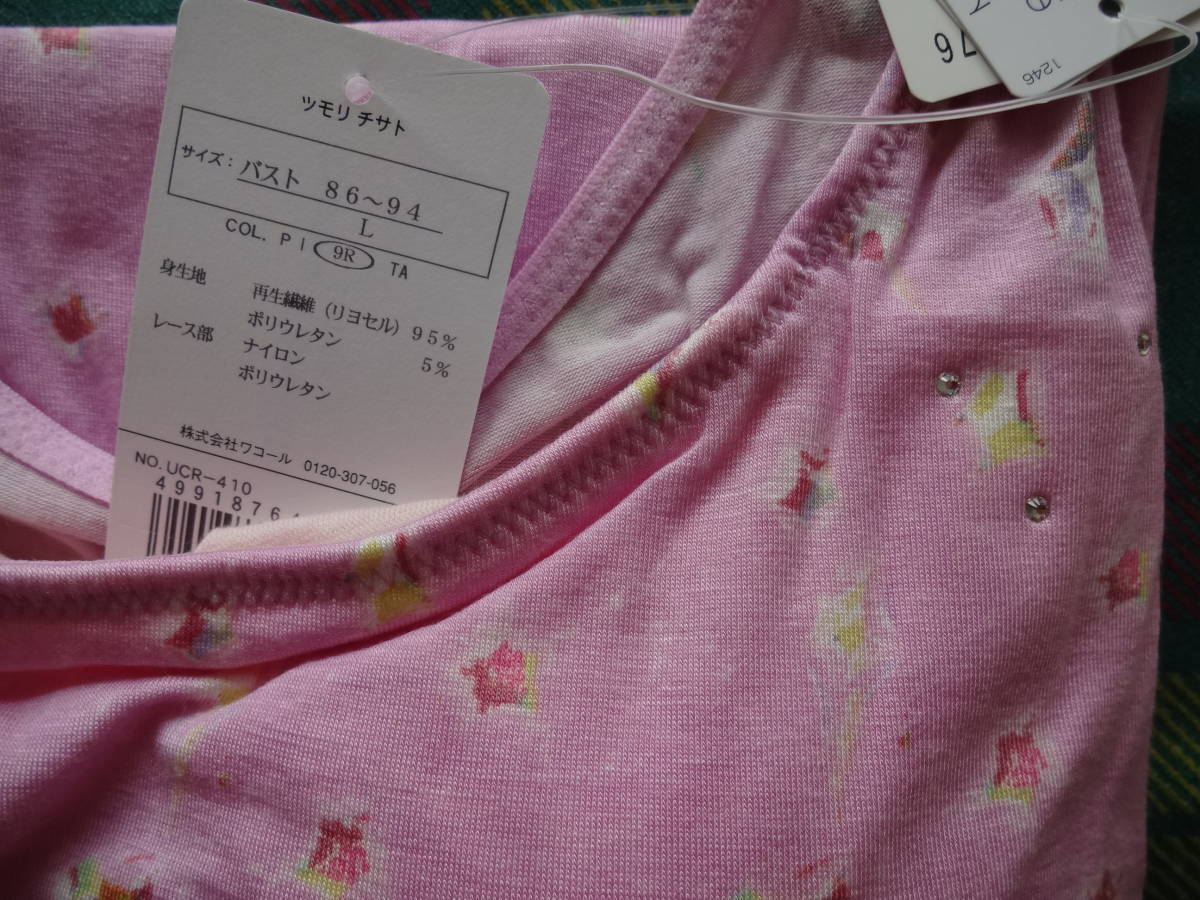 ツモリ チサト
サイズ： バスト 86～94
L
COL. PI 9R TA
身生地 再生繊維（リヨセル） 95%
ポリウレタン 5%
レース部 ナイロン
ポリウレタン
株式会社ワコール 0120-307-056
NO. UCR-410
4991876
76
1246
の